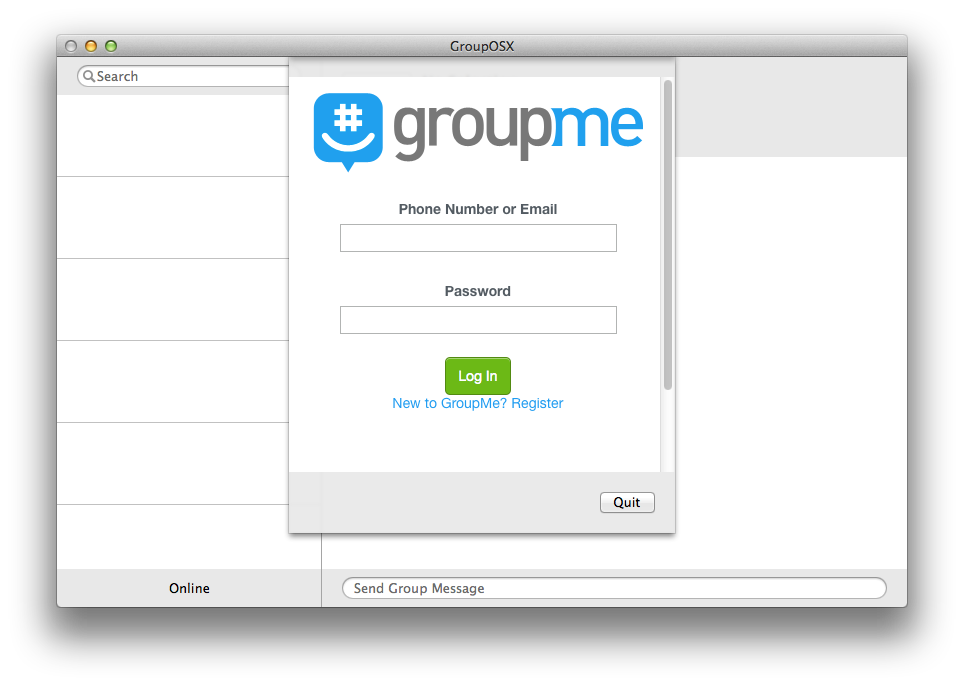 GroupOSX
Search
# groupme
Phone Number or Email
Password
Log In
New to GroupMe? Register
Quit
Online
Send Group Message